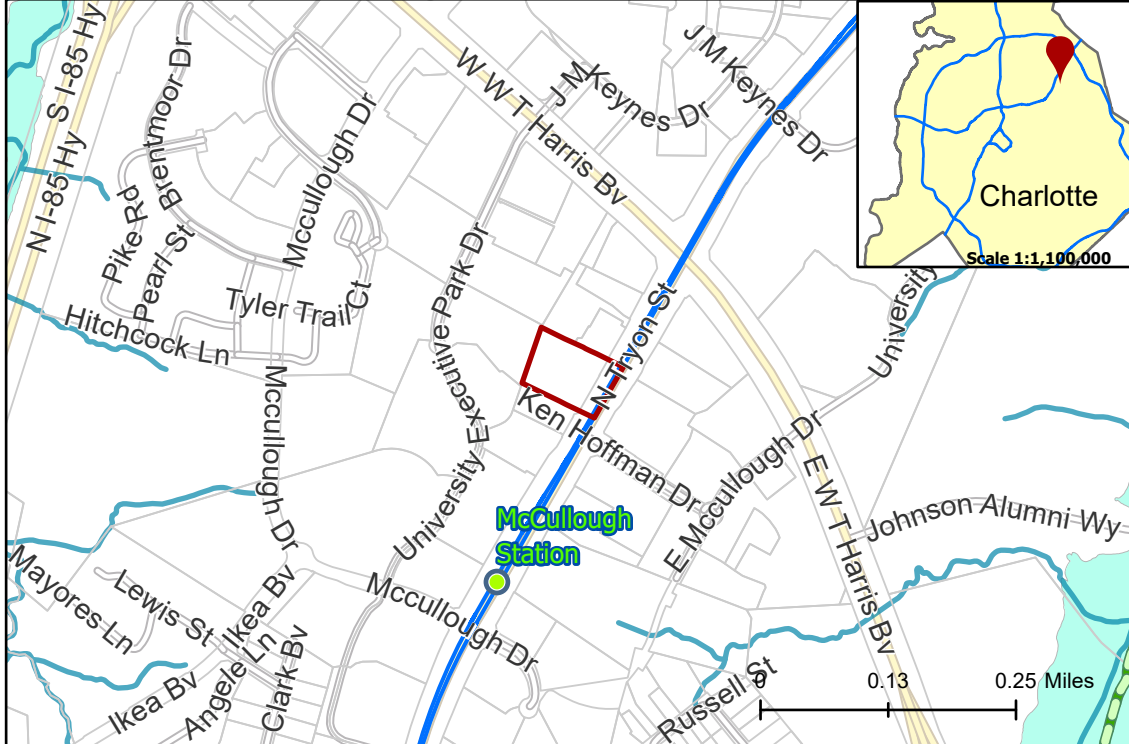 S I-85 Hy
N I-85 Hy
Brentmoor Dr
Pike Rd
Pearl St
Mccullough Dr
Tyler Trail Ct
Hitchcock Ln
W W T Harris Bv
J M Keynes Dr
J M Keynes Dr
Charlotte
Scale 1:1,100,000
University Executive Park Dr
N Tryon St
Ken Hoffman Dr
University
E Mccullough Dr
E W T Harris Bv
Johnson Alumni Wy
Mccullough Dr
McCullough
Station
Mccullough Dr
Mayores Ln
Lewis St
Ikea Bv
Ikea Bv
Angele Ln
Clark Bv
Russell St
0 0.13 0.25 Miles